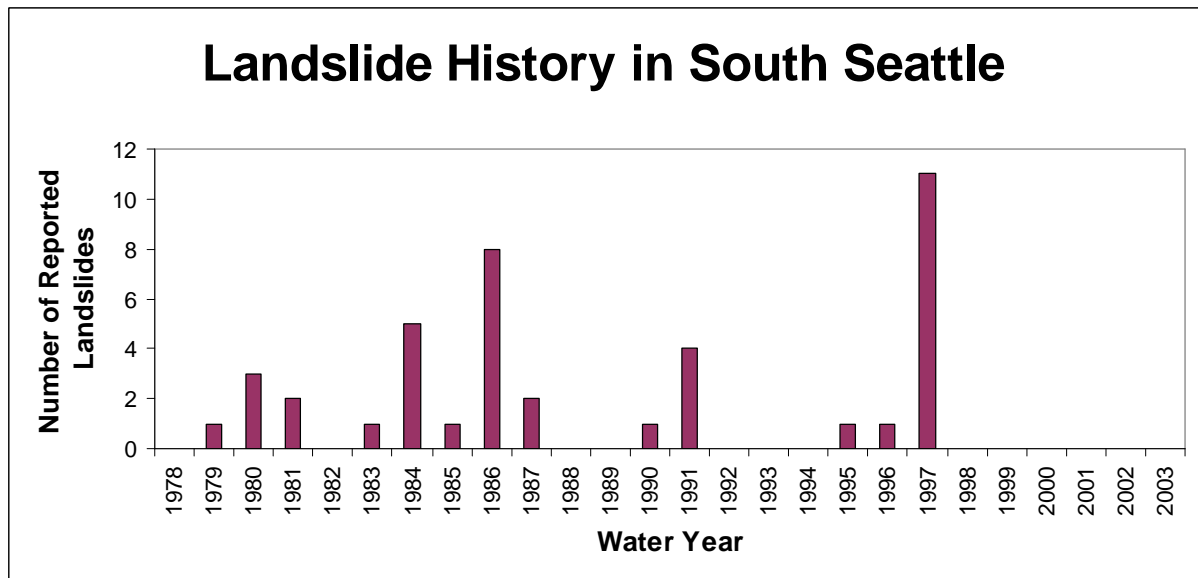 Landslide History in South Seattle
12
10
8
6
4
2
0
Number of Reported
Landslides
1978 1979 1980 1981 1982 1983 1984 1985 1986 1987 1988 1989 1990 1991 1992 1993 1994 1995 1996 1997 1998 1999 2000 2001 2002 2003
Water Year